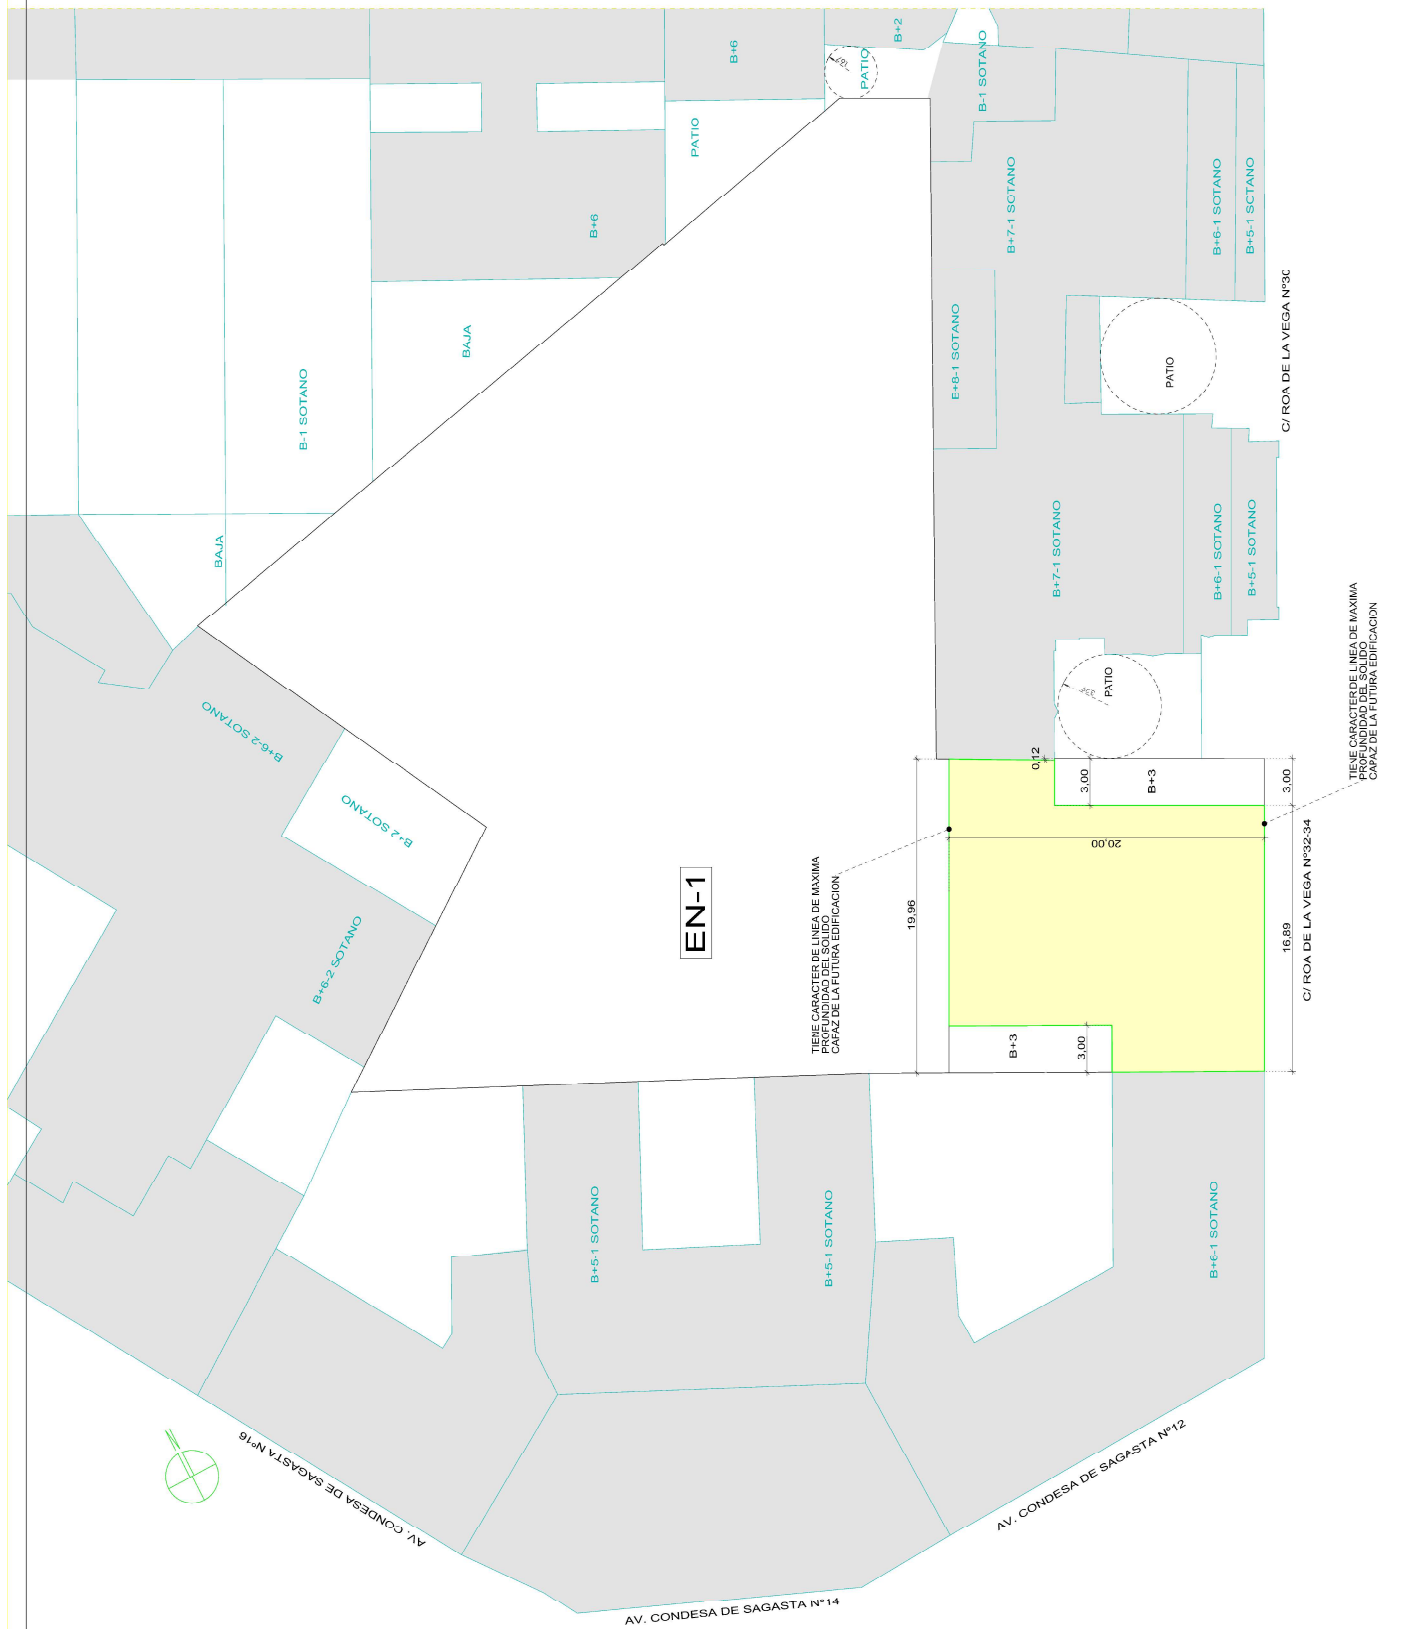 B+6
B+2
PATIO
B-1 SOTANO
PATIO
B+6
B+7-1 SOTANO
B+6-1 SOTANO
B+5-1 SCTANO
BAJA
B-1 SOTANO
E+8-1 SOTANO
PATIO
C/ ROA DE LA VEGA Nº3C
BAJA
B+7-1 SOTANO
B+6-1 SOTANO
B+5-1 SOTANO
B+6-2 SOTANO
B+2 SOTANO
PATIO
TIENE CARACTER DE LINEA DE MAXIMA
PROFUNDIDAD DEL SOLIDO
CAPAZ DE LA FUTURA EDIFICACION
0,12
3,00
B+3
3,00
20,00
19,96
EN-1
TIENE CARACTER DE LINEA DE MAXIMA
PROFUNDIDAD DEL SOLIDO
CAPAZ DE LA FUTURA EDIFICACION
16,89
C/ ROA DE LA VEGA Nº32-34
B+6-2 SOTANO
B+3
3,00
B+5-1 SOTANO
B+5-1 SOTANO
B+6-1 SOTANO
AV. CONDESA DE SAGASTA Nº16
AV. CONDESA DE SAGASTA Nº14
AV. CONDESA DE SAGASTA Nº12